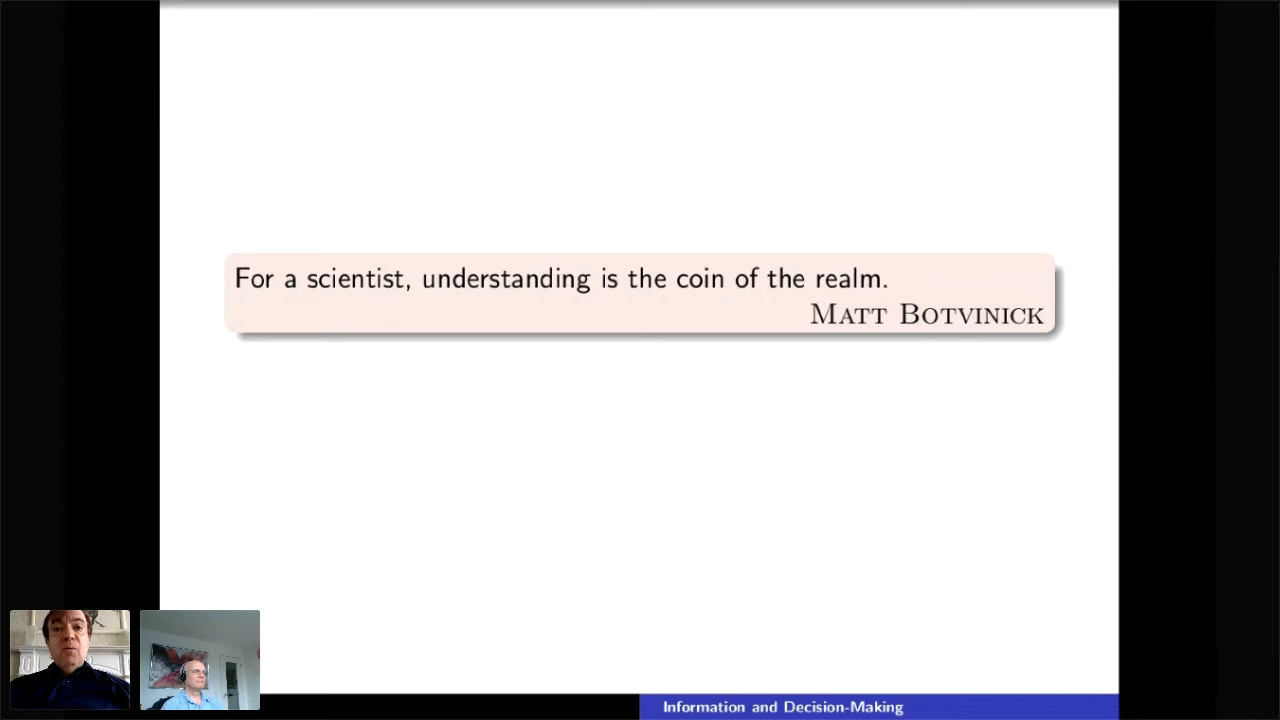 For a scientist, understanding is the coin of the realm.
MATT BOTVINICK
Information and Decision-Making